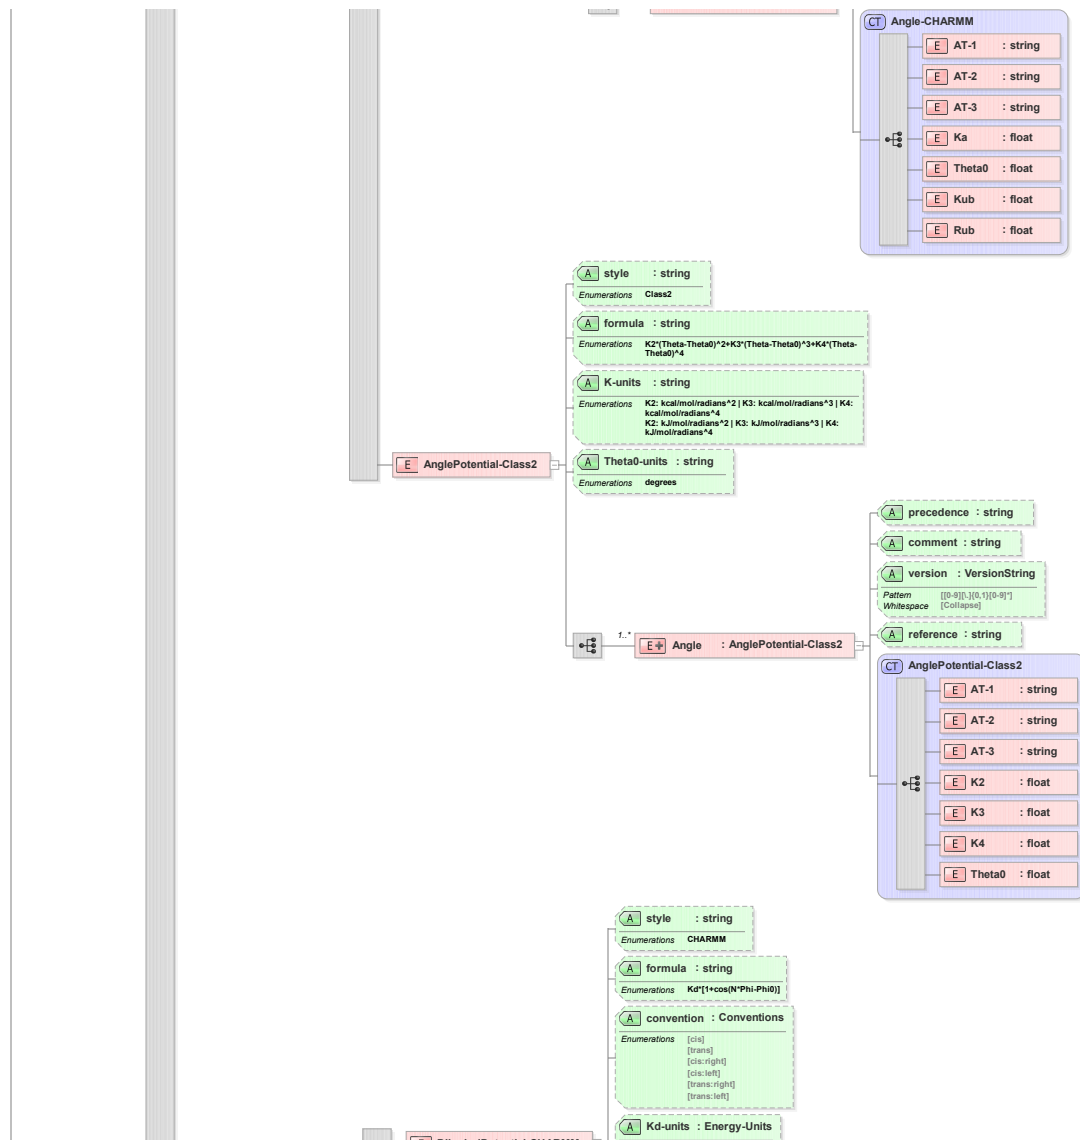 CT Angle-CHARMM
E AT-1 : string
E AT-2 : string
E AT-3 : string
E Ka : float
E Theta0 : float
E Kub : float
E Rub : float
A style : string
Enumerations Class2
A formula : string
Enumerations K2*(Theta-Theta0)^2+K3*(Theta-Theta0)^3+K4*(Theta-
Theta0)^4
A K-units : string
Enumerations K2: kcal/mol/radians^2 | K3: kcal/mol/radians^3 | K4:
kcal/mol/radians^4
K2: kJ/mol/radians^2 | K3: kJ/mol/radians^3 | K4:
kJ/mol/radians^4
E AnglePotential-Class2
A Theta0-units : string
Enumerations degrees
A precedence : string
A comment : string
A version : VersionString
Pattern [[0-9][\.]{0,1}[0-9]*]
Whitespace [Collapse]
A reference : string
1..*
E Angle : AnglePotential-Class2
CT AnglePotential-Class2
E AT-1 : string
E AT-2 : string
E AT-3 : string
E K2 : float
E K3 : float
E K4 : float
E Theta0 : float
A style : string
Enumerations CHARMM
A formula : string
Enumerations Kd*[1+cos(N*Phi-Phi0)]
A convention : Conventions
Enumerations [cis]
[trans]
[cis:right]
[cis:left]
[trans:right]
[trans:left]
A Kd-units : Energy-Units